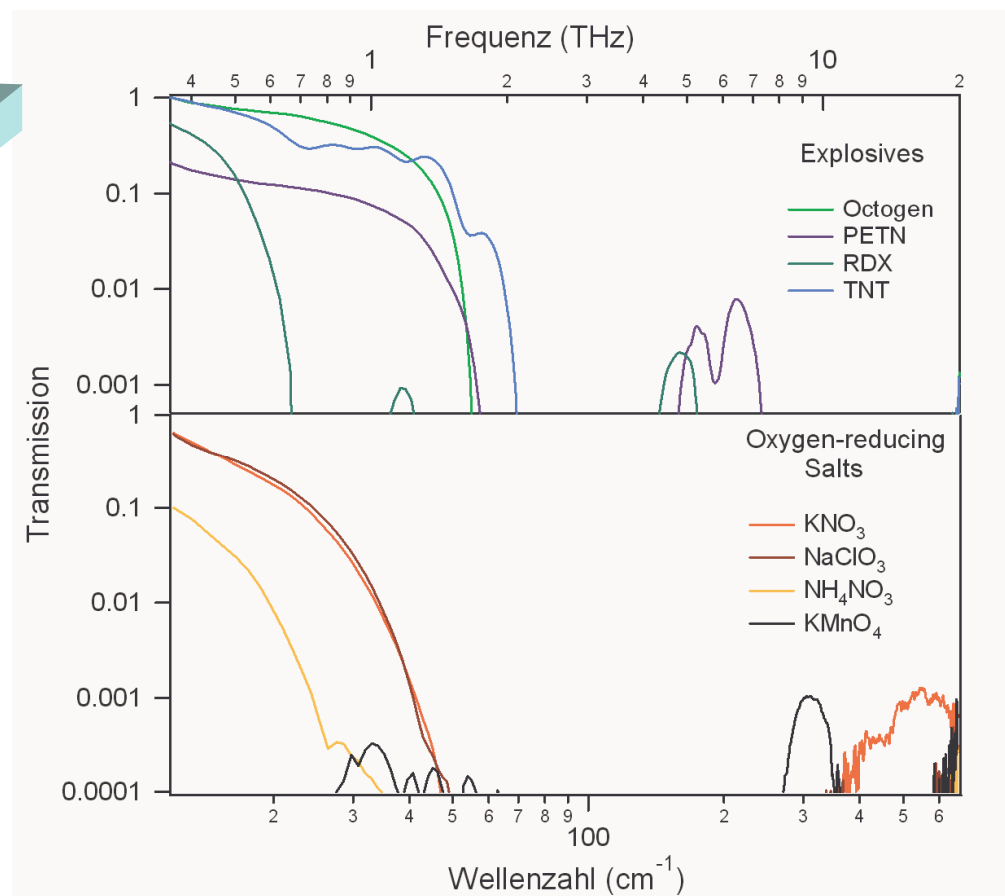 Frequenz (THz)
1 10
4 5 6 7 8 9 2 3 4 5 6 7 8 9 2
1
0.1
0.01
0.001
Explosives
Octogen
PETN
RDX
TNT
Transmission
1
0.1
0.01
0.001
0.0001
Oxygen-reducing
Salts
KNO₃
NaClO₃
NH₄NO₃
KMnO₄
2 3 4 5 6 7 8 9 2 3 4 5 6
100
Wellenzahl (cm⁻¹)